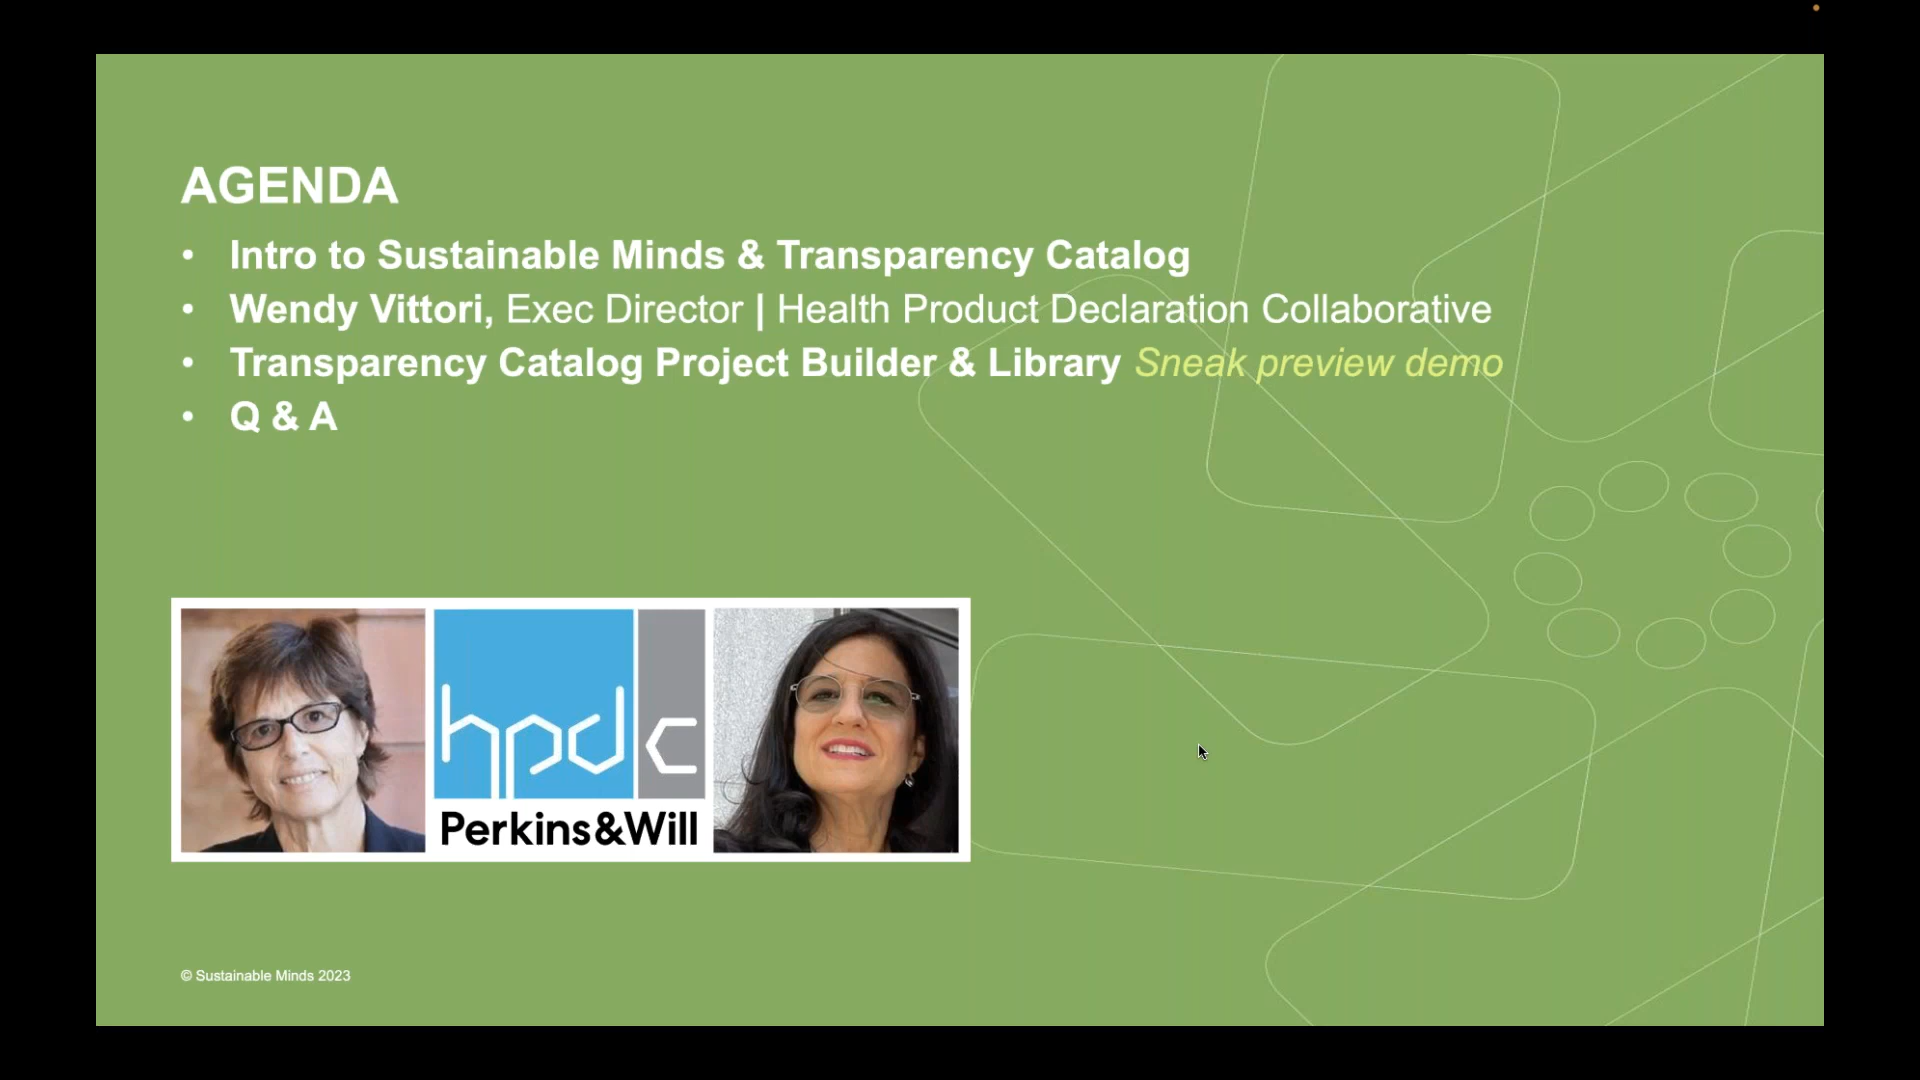 AGENDA
• Intro to Sustainable Minds & Transparency Catalog
• Wendy Vittori, Exec Director | Health Product Declaration Collaborative
• Transparency Catalog Project Builder & Library Sneak preview demo
• Q & A
hpd c
Perkins&Will
© Sustainable Minds 2023